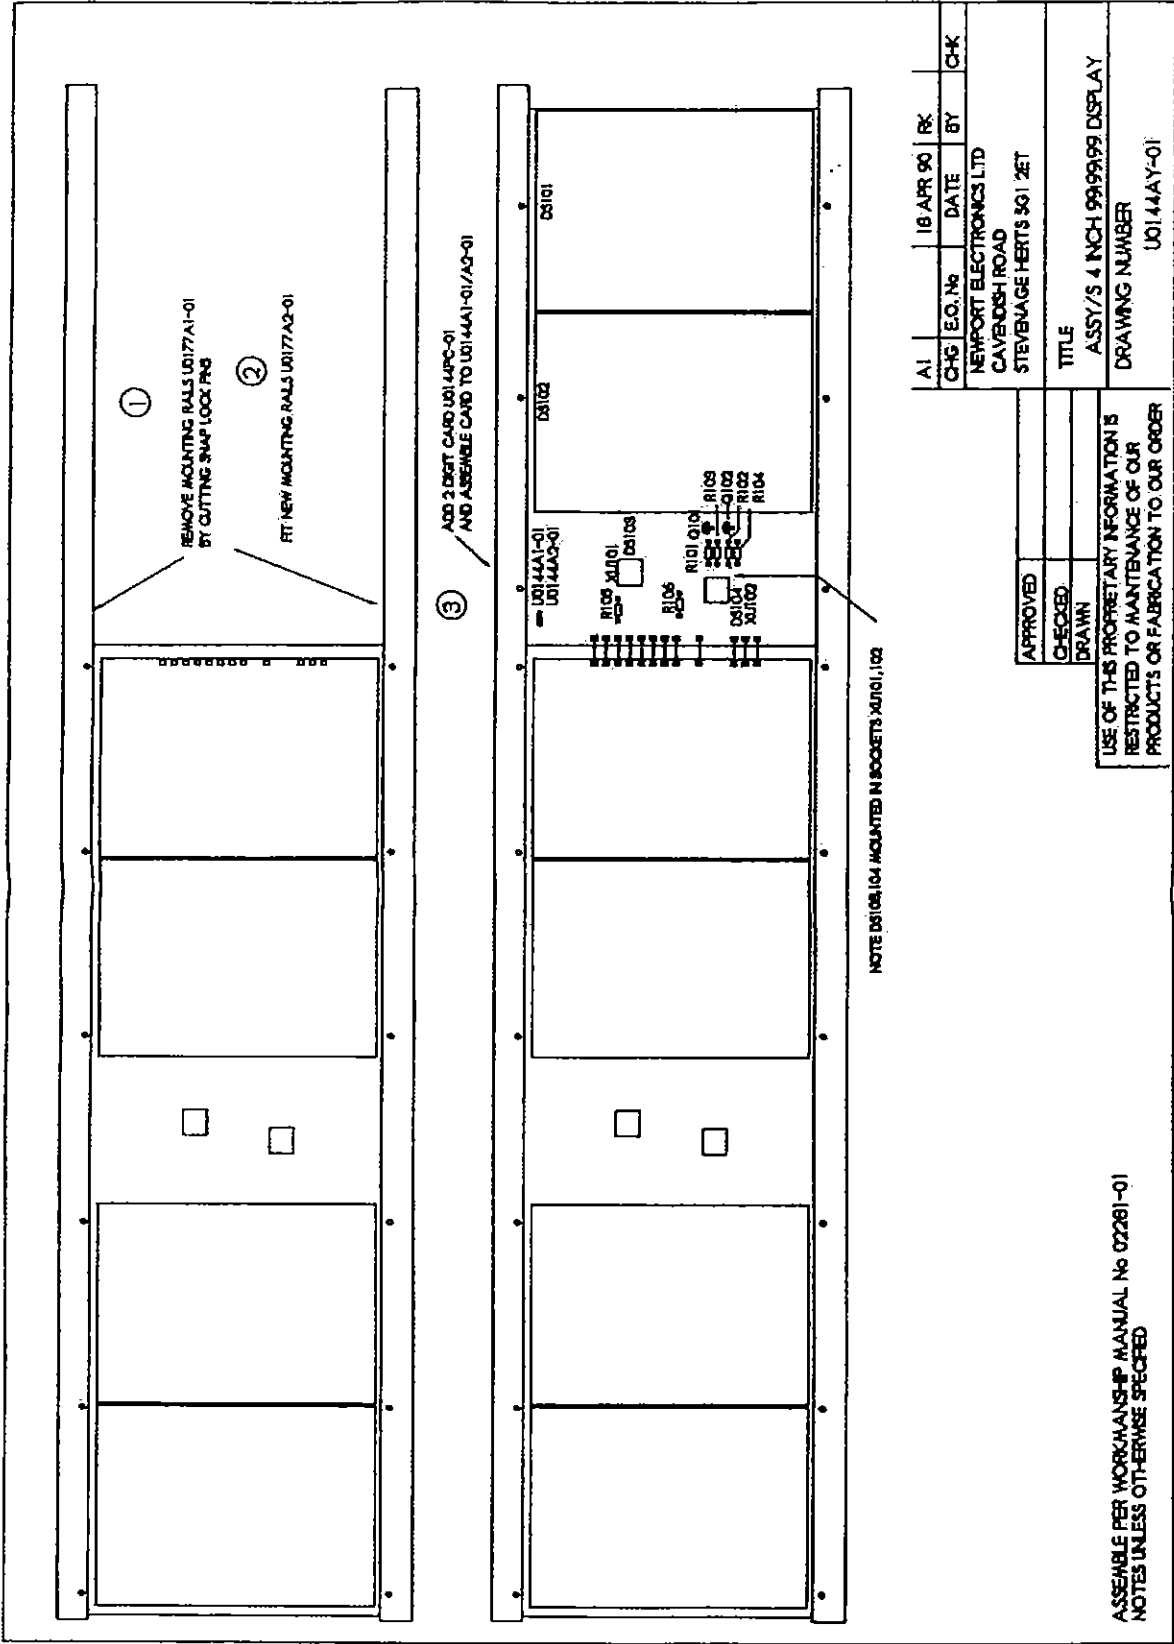 ①
REMOVE MOUNTING RAILS U0177A1-01
BY CUTTING SNAP LOCK PINS
②
FIT NEW MOUNTING RAILS U0177A2-01
③
ADD 2 DIGIT CARD U0144PC-01
AND ASSEMBLE CARD TO U0144A1-01/A2-01
U0144A1-01
U0144A2-01
DS101
DS102
R105
XU101
DS103
R106
DS104
XU102
R101
Q101
R103
Q102
R102
R104
NOTE DS103,104 MOUNTED IN SOCKETS XU101,102
ASSEMBLE PER WORKMANSHIP MANUAL No 02281-01
NOTES UNLESS OTHERWISE SPECIFIED
APPROVED
CHECKED
DRAWN
USE OF THIS PROPRIETARY INFORMATION IS
RESTRICTED TO MAINTENANCE OF OUR
PRODUCTS OR FABRICATION TO OUR ORDER
A1 18 APR 90 RK
CHG E.O. No DATE BY CHK
NEWPORT ELECTRONICS LTD
CAVENDISH ROAD
STEVENAGE HERTS SG1 2ET
TITLE
ASSY/S 4 INCH 999999 DISPLAY
DRAWING NUMBER
U0144AY-01